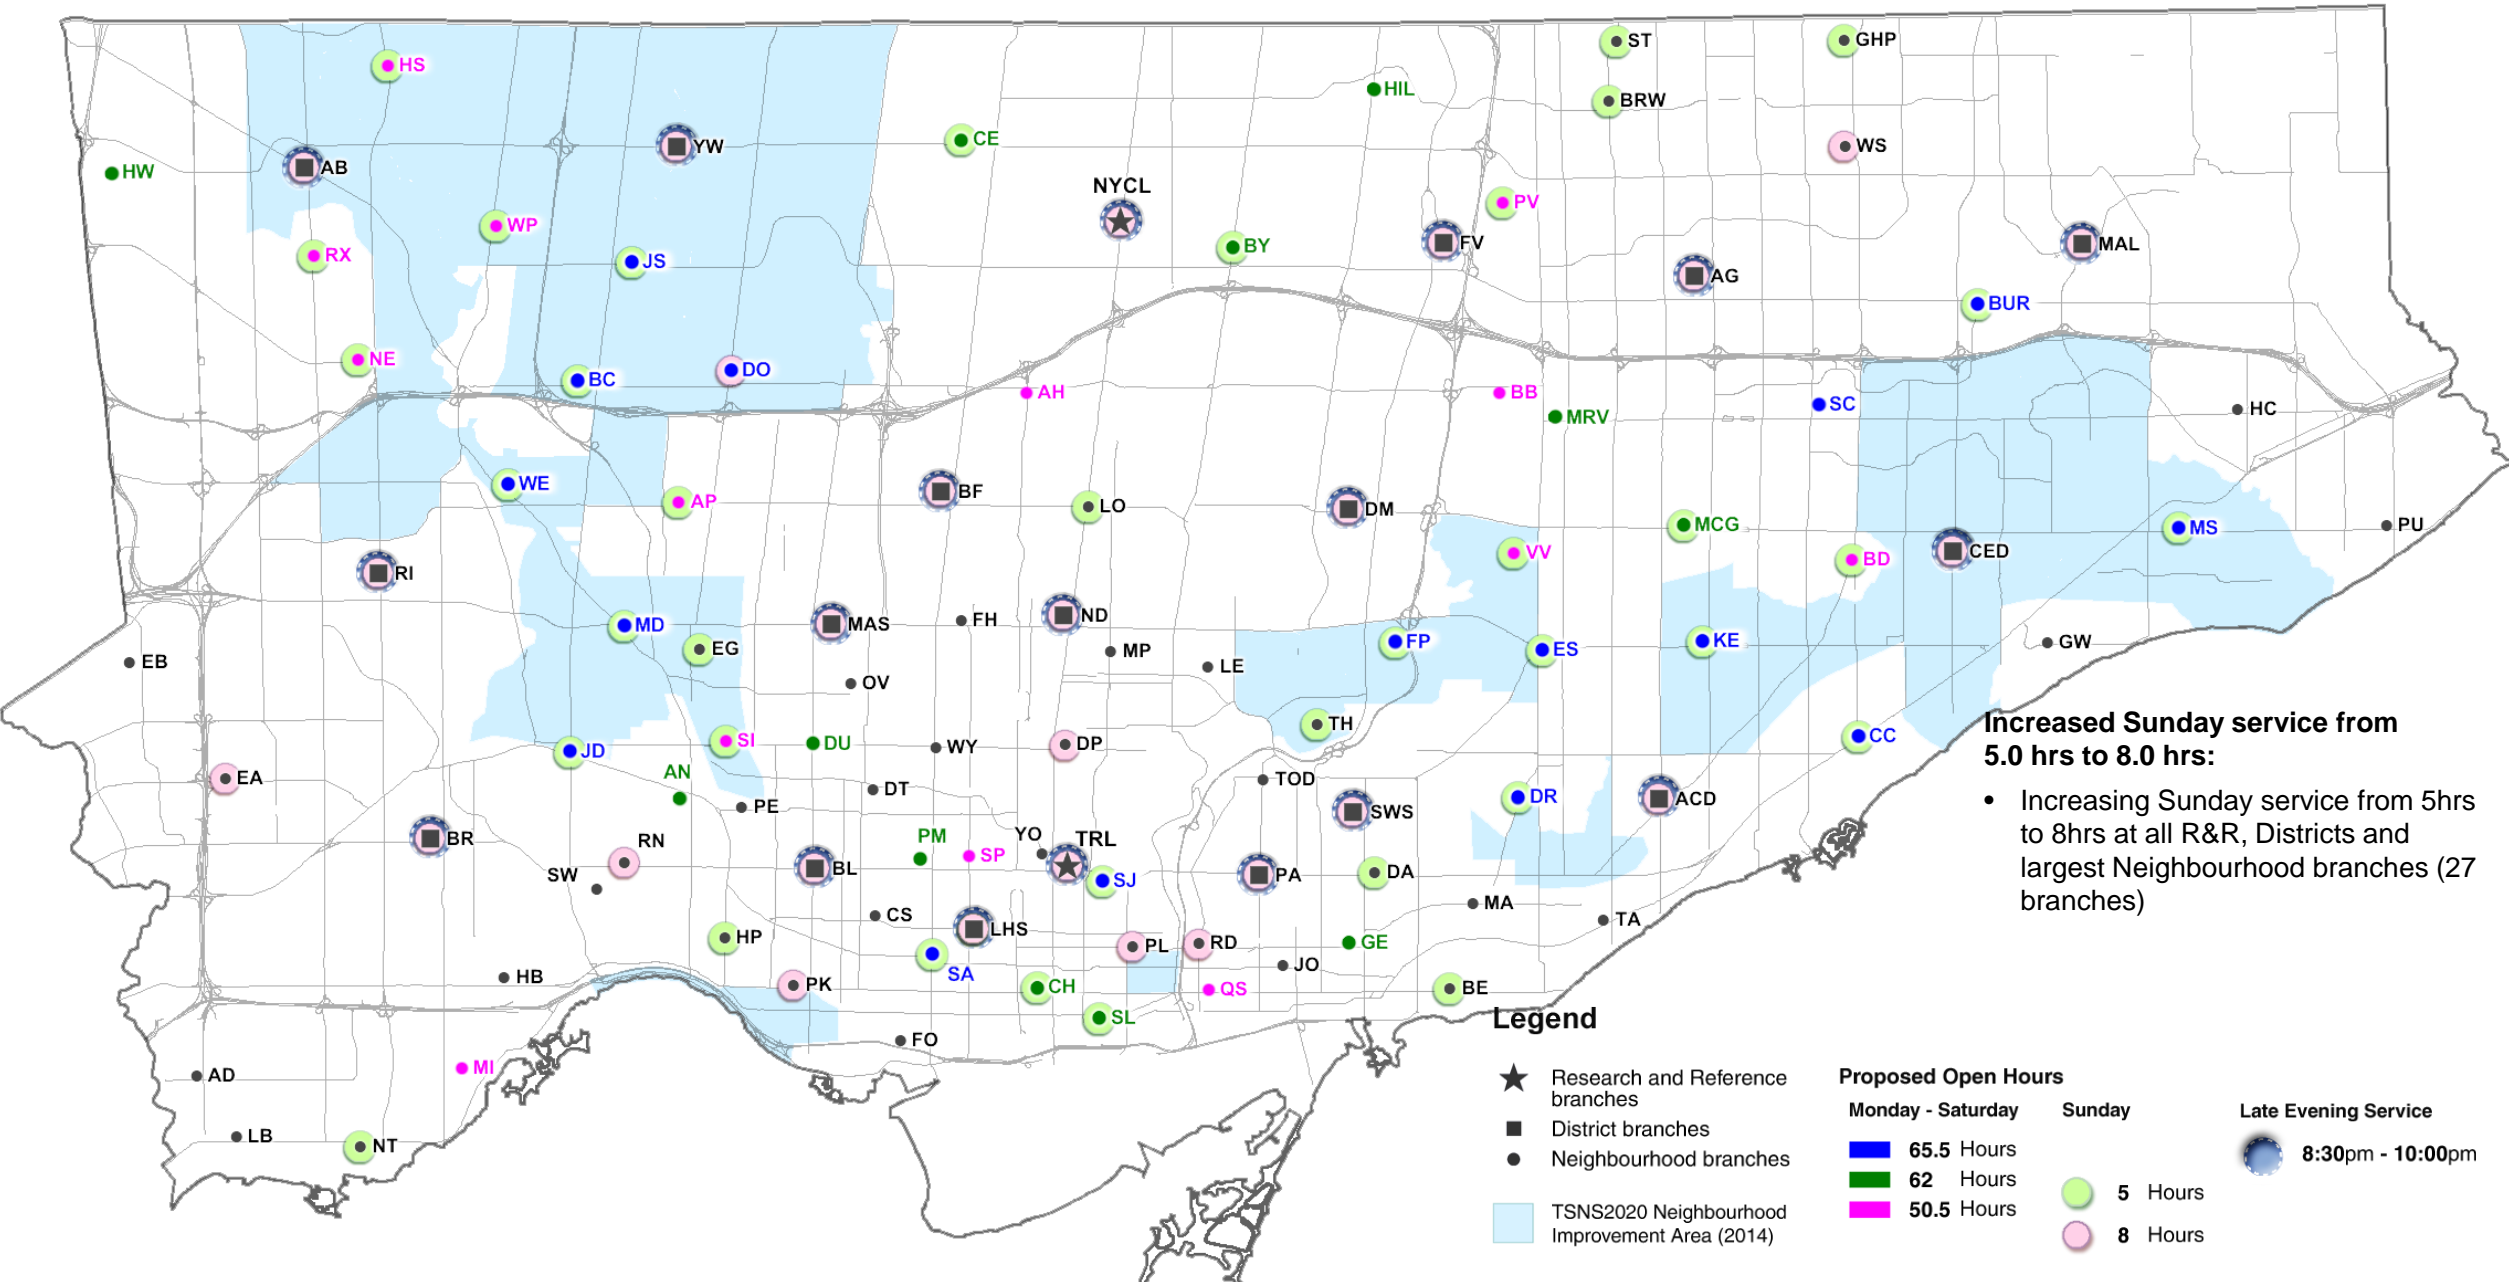 ST
GHP
HS
HIL
BRW
CE
YW
WS
AB
HW
NYCL
PV
WP
BY
FV
MAL
RX
JS
AG
BUR
NE
DO
BC
AH
BB
SC
MRV
HC
WE
BF
AP
LO
DM
MCG
MS
PU
VV
CED
BD
RI
ND
MAS
FH
MD
FP
KE
GW
EG
MP
ES
EB
LE
OV
Increased Sunday service from
5.0 hrs to 8.0 hrs:
• Increasing Sunday service from 5hrs
to 8hrs at all R&R, Districts and
largest Neighbourhood branches (27
branches)
TH
CC
SI
DU
WY
DP
JD
AN
EA
TOD
DT
DR
ACD
PE
SWS
BR
RN
PM
YO
TRL
SP
BL
SW
SJ
PA
DA
MA
CS
TA
LHS
HP
PL
RD
GE
SA
JO
HB
PK
CH
QS
BE
SL
FO
MI
AD
LB
NT
Legend
Research and Reference
branches
District branches
Neighbourhood branches
TSNS2020 Neighbourhood
Improvement Area (2014)
Proposed Open Hours
Monday - Saturday
65.5 Hours
62 Hours
50.5 Hours
Sunday
5 Hours
8 Hours
Late Evening Service
8:30pm - 10:00pm